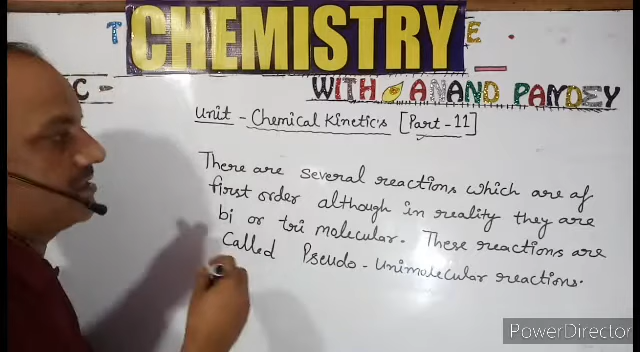 CHEMISTRY
WITH ANAND PANDEY
Unit - Chemical Kinetic's [Part - 11]
There are several reactions which are of
first order although in reality they are
bi or tri molecular. These reactions are
Called Pseudo - Unimolecular reactions.
PowerDirector